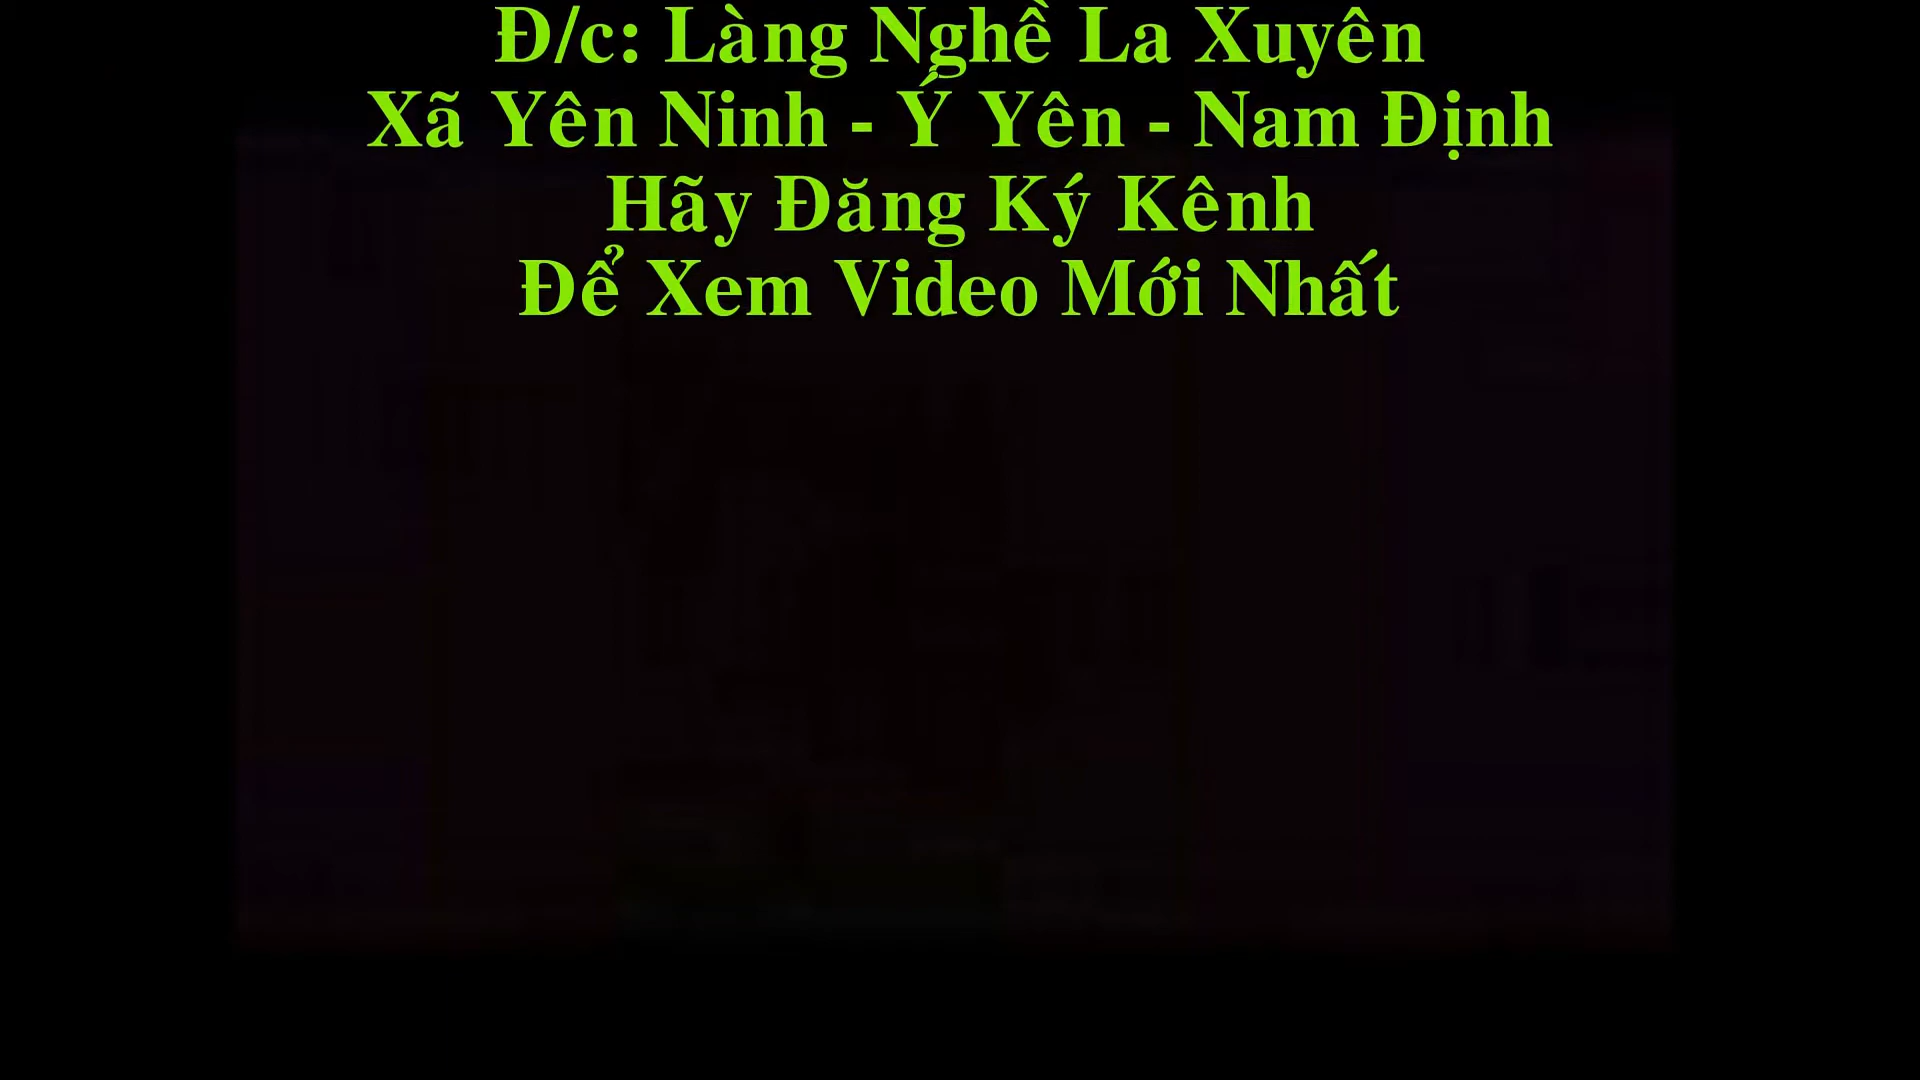 Đ/c: Làng Nghề La Xuyên
Xã Yên Ninh - Ý Yên - Nam Định
Hãy Đăng Ký Kênh
Để Xem Video Mới Nhất